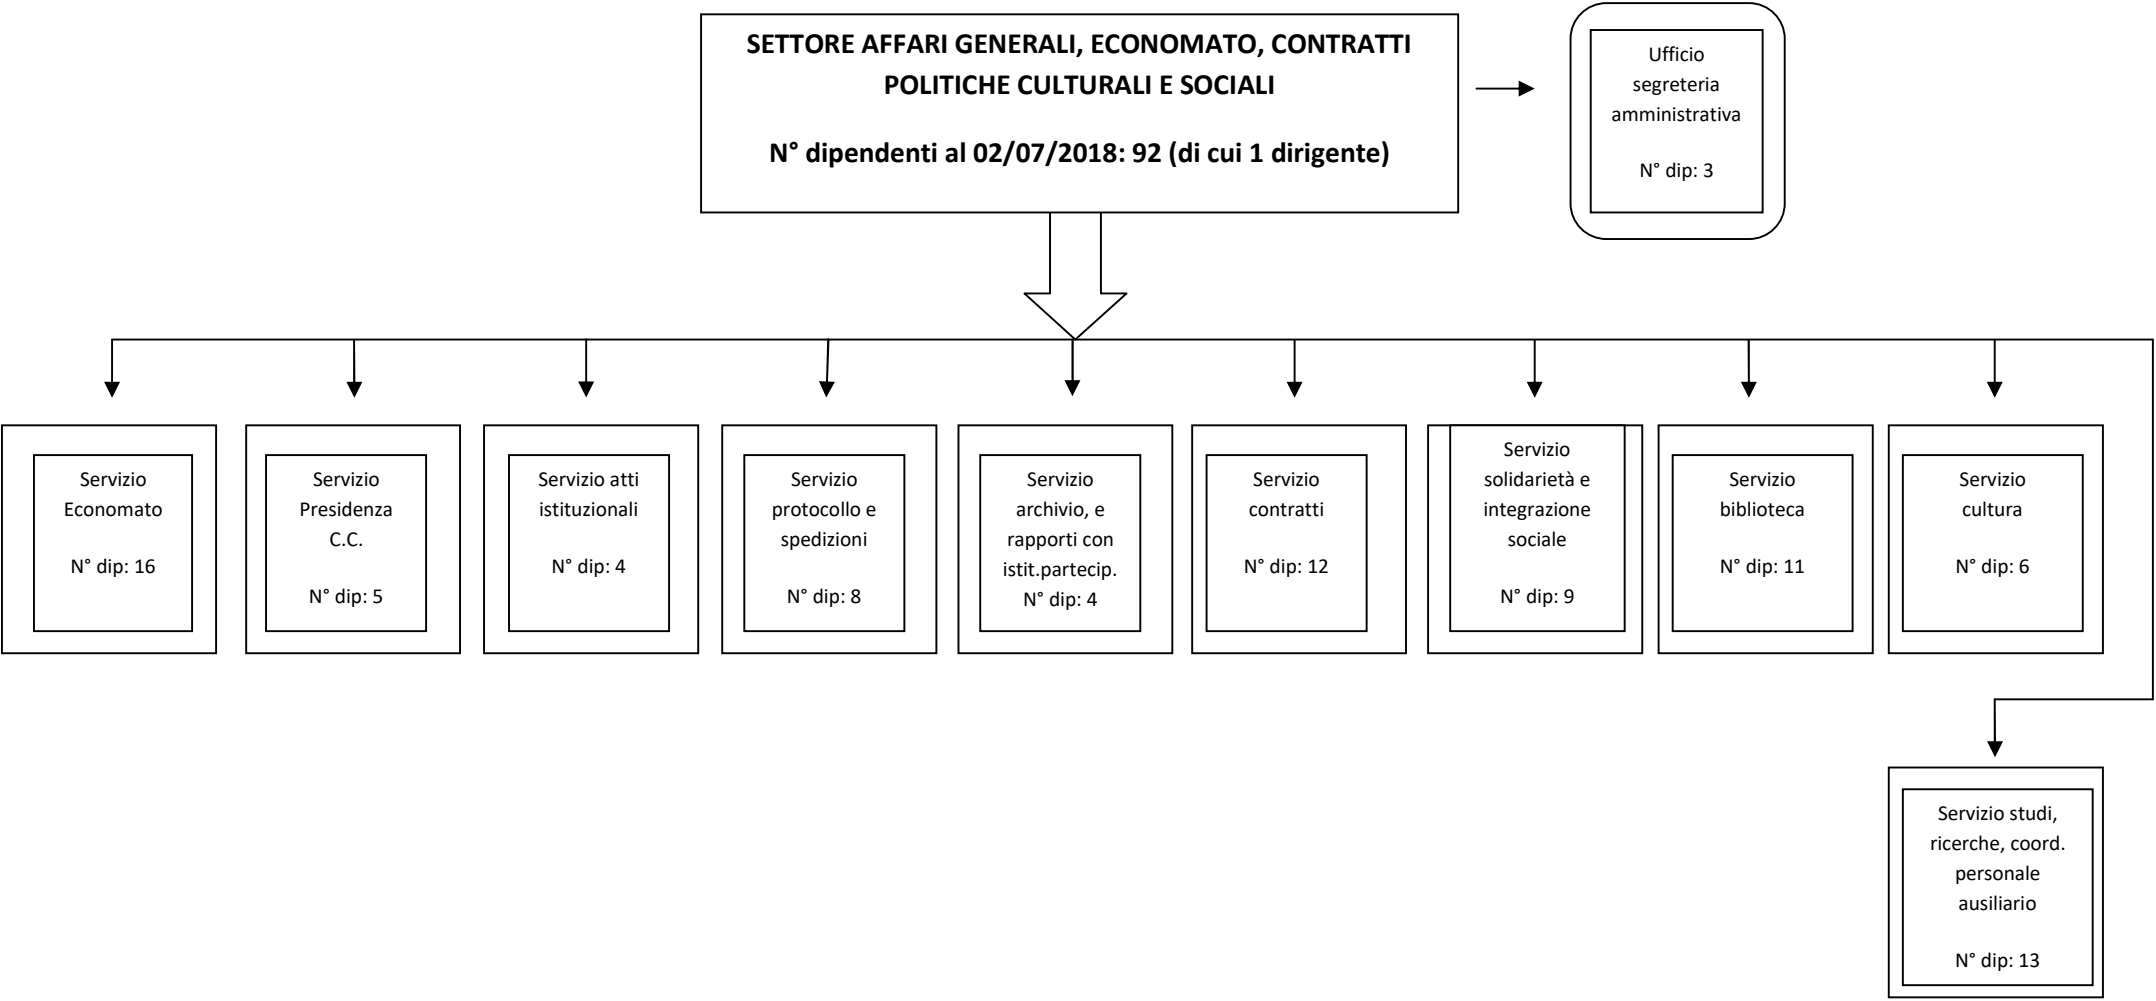 SETTORE AFFARI GENERALI, ECONOMATO, CONTRATTI
POLITICHE CULTURALI E SOCIALI
N° dipendenti al 02/07/2018: 92 (di cui 1 dirigente)
Ufficio
segreteria
amministrativa
N° dip: 3
Servizio
Economato
N° dip: 16
Servizio
Presidenza
C.C.
N° dip: 5
Servizio atti
istituzionali
N° dip: 4
Servizio
protocollo e
spedizioni
N° dip: 8
Servizio
archivio, e
rapporti con
istit.partecip.
N° dip: 4
Servizio
contratti
N° dip: 12
Servizio
solidarietà e
integrazione
sociale
N° dip: 9
Servizio
biblioteca
N° dip: 11
Servizio
cultura
N° dip: 6
Servizio studi,
ricerche, coord.
personale
ausiliario
N° dip: 13